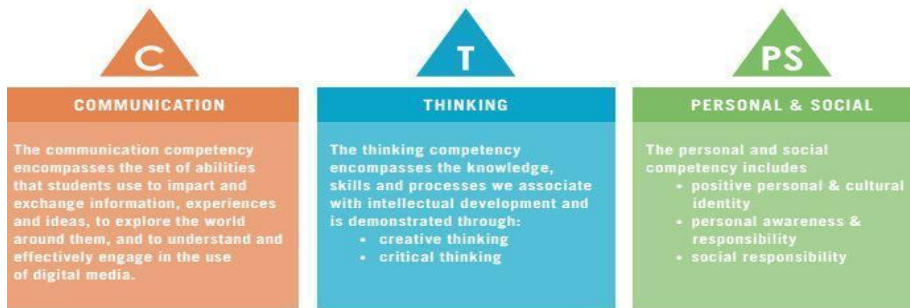 C
COMMUNICATION
The communication competency
encompasses the set of abilities
that students use to impart and
exchange information, experiences
and ideas, to explore the world
around them, and to understand and
effectively engage in the use
of digital media.
T
THINKING
The thinking competency
encompasses the knowledge,
skills and processes we associate
with intellectual development and
is demonstrated through:
• creative thinking
• critical thinking
PS
PERSONAL & SOCIAL
The personal and social
competency includes
• positive personal & cultural
identity
• personal awareness &
responsibility
• social responsibility